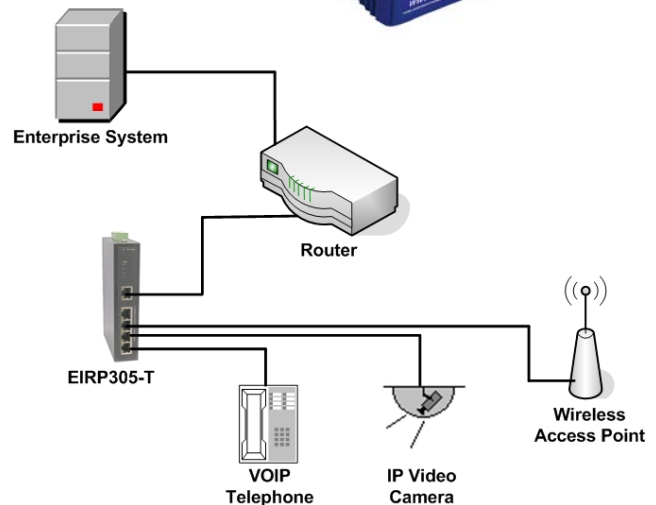 Enterprise System
Router
EIRP305-T
VOIP
Telephone
IP Video
Camera
Wireless
Access Point